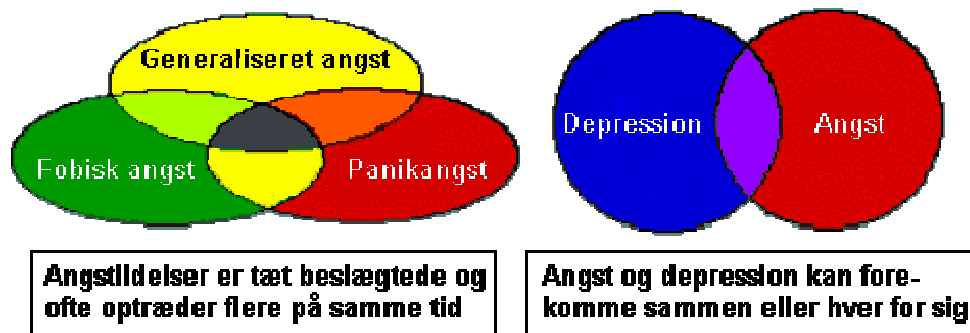 Generaliseret angst
Fobisk angst
Panikangst
Angstlidelser er tæt beslægtede og
ofte optræder flere på samme tid
Depression
Angst
Angst og depression kan fore-
komme sammen eller hver for sig